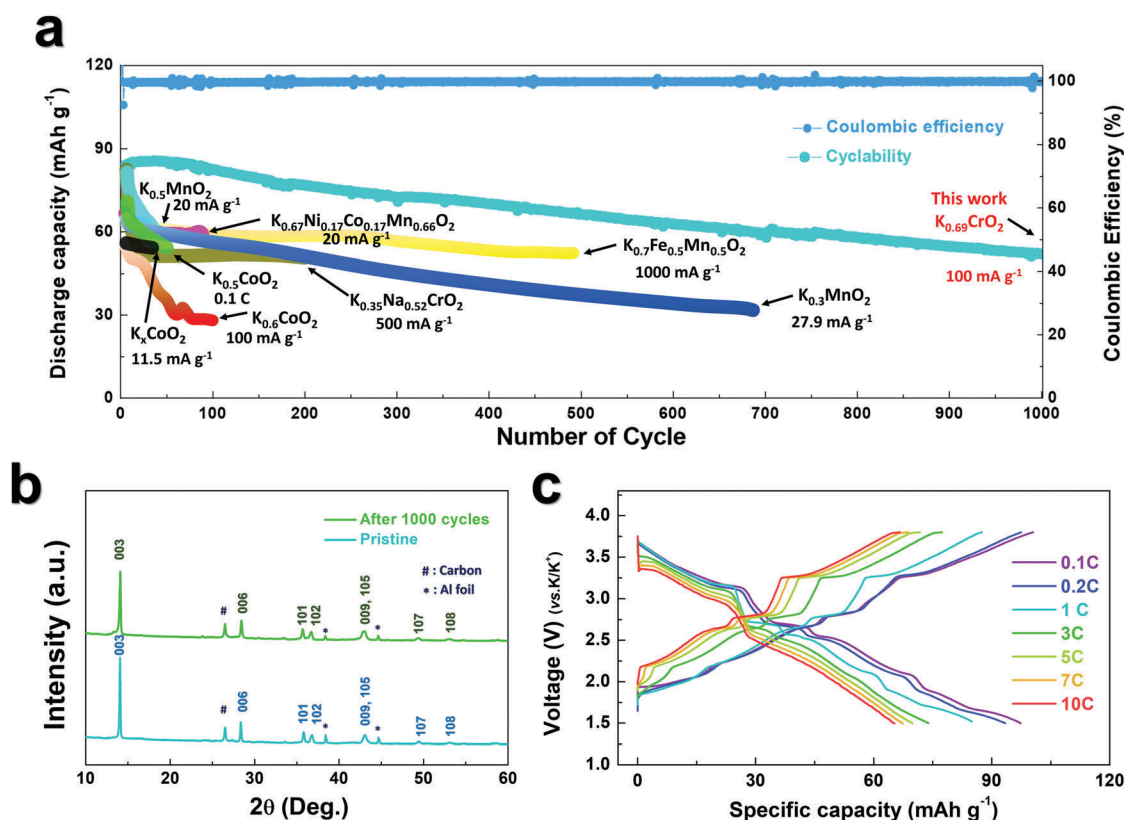 a
120
90
60
30
0
Discharge capacity (mAh g⁻¹)
100
80
60
40
20
0
Coulombic Efficiency (%)
Coulombic efficiency
Cyclability
K₀.₅MnO₂
20 mA g⁻¹
K₀.₆₇Ni₀.₁₇Co₀.₁₇Mn₀.₆₆O₂
20 mA g⁻¹
This work
K₀.₆₉CrO₂
100 mA g⁻¹
K₀.₇Fe₀.₅Mn₀.₅O₂
1000 mA g⁻¹
K₀.₅CoO₂
0.1 C
K₀.₃₅Na₀.₅₂CrO₂
500 mA g⁻¹
K₀.₃MnO₂
27.9 mA g⁻¹
K₀.₆CoO₂
100 mA g⁻¹
KₓCoO₂
11.5 mA g⁻¹
0 100 200 300 400 500 600 700 800 900 1000
Number of Cycle
b
Intensity (a.u.)
After 1000 cycles
Pristine
# : Carbon
* : Al foil
003
#
006
101
102
*
009, 105
*
107
108
003
#
006
101
102
*
009, 105
*
107
108
10 20 30 40 50 60
2θ (Deg.)
c
4.0
3.5
3.0
2.5
2.0
1.5
1.0
Voltage (V) (vs.K/K⁺)
0.1C
0.2C
1 C
3C
5C
7C
10C
0 30 60 90 120
Specific capacity (mAh g⁻¹)